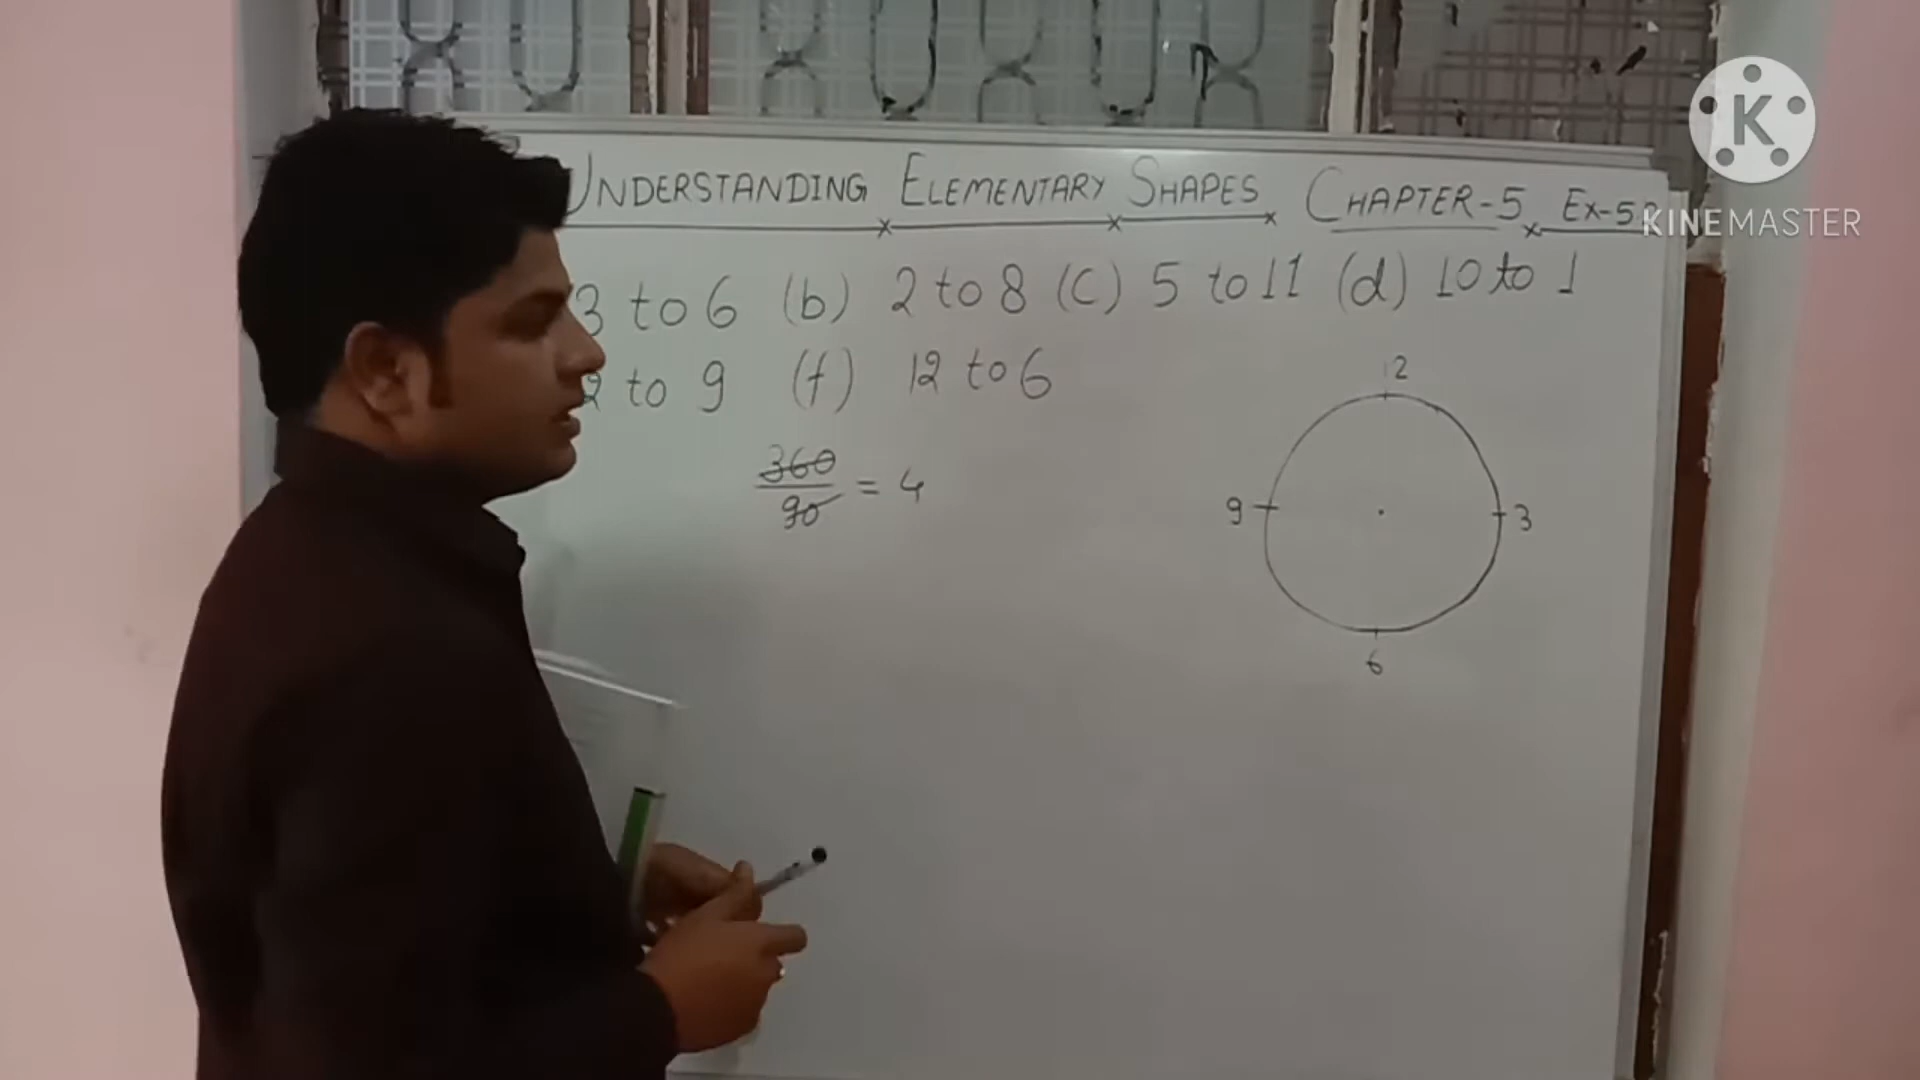 UNDERSTANDING ELEMENTARY SHAPES CHAPTER-5 EX-5.2
3 to 6 (b) 2 to 8 (c) 5 to 11 (d) 10 to 1
2 to 9 (f) 12 to 6
360
90
= 4
12
9
3
6
K
KINEMASTER